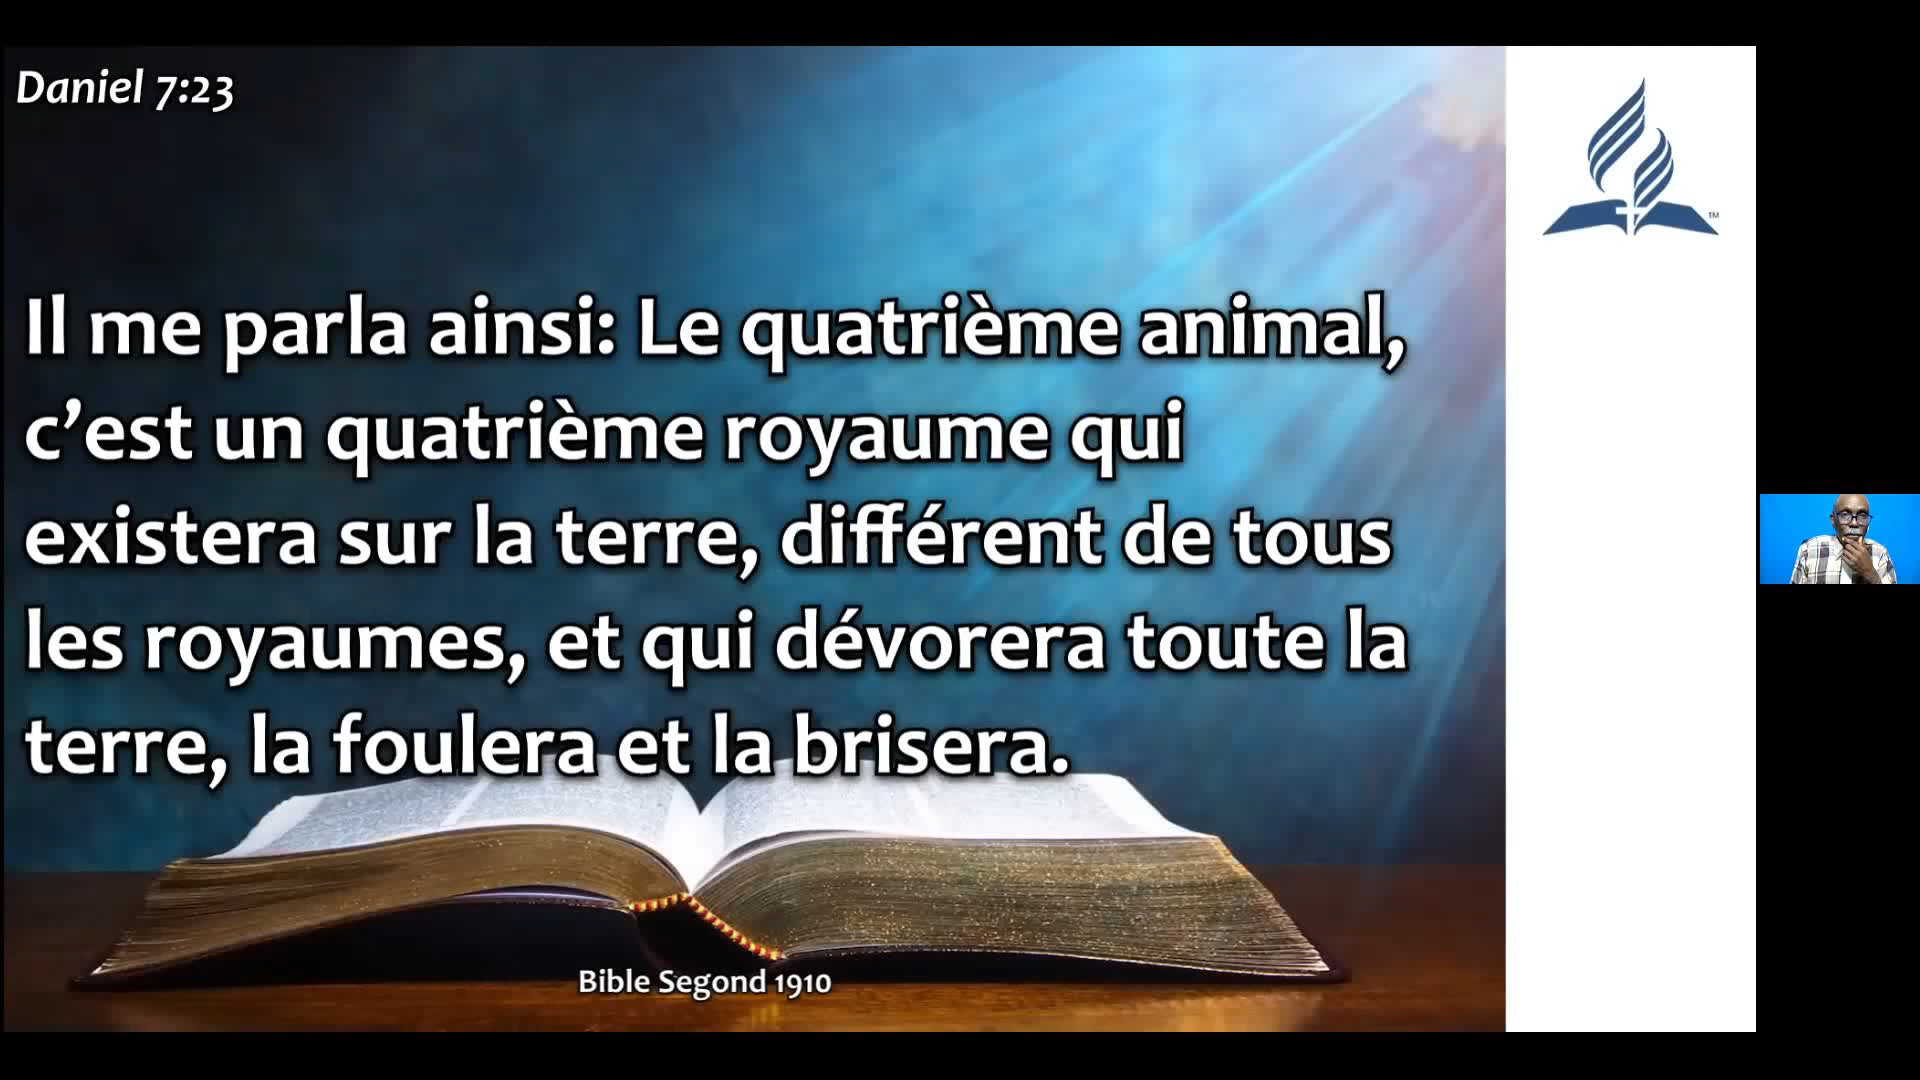 Daniel 7:23
Il me parla ainsi: Le quatrième animal,
c’est un quatrième royaume qui
existera sur la terre, différent de tous
les royaumes, et qui dévorera toute la
terre, la foulera et la brisera.
Bible Segond 1910
TM